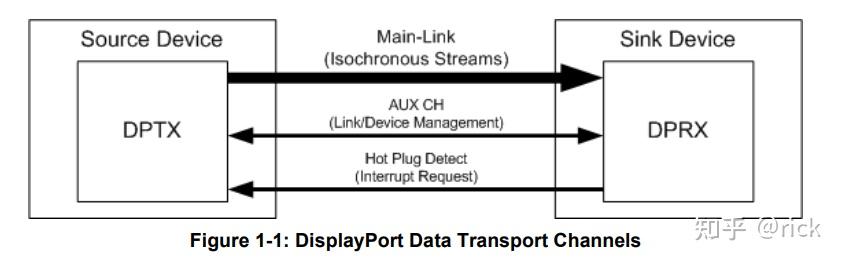 Source Device
Main-Link
(Isochronous Streams)
Sink Device
DPTX
AUX CH
(Link/Device Management)
DPRX
Hot Plug Detect
(Interrupt Request)
Figure 1-1: DisplayPort Data Transport Channels
知乎 @rick